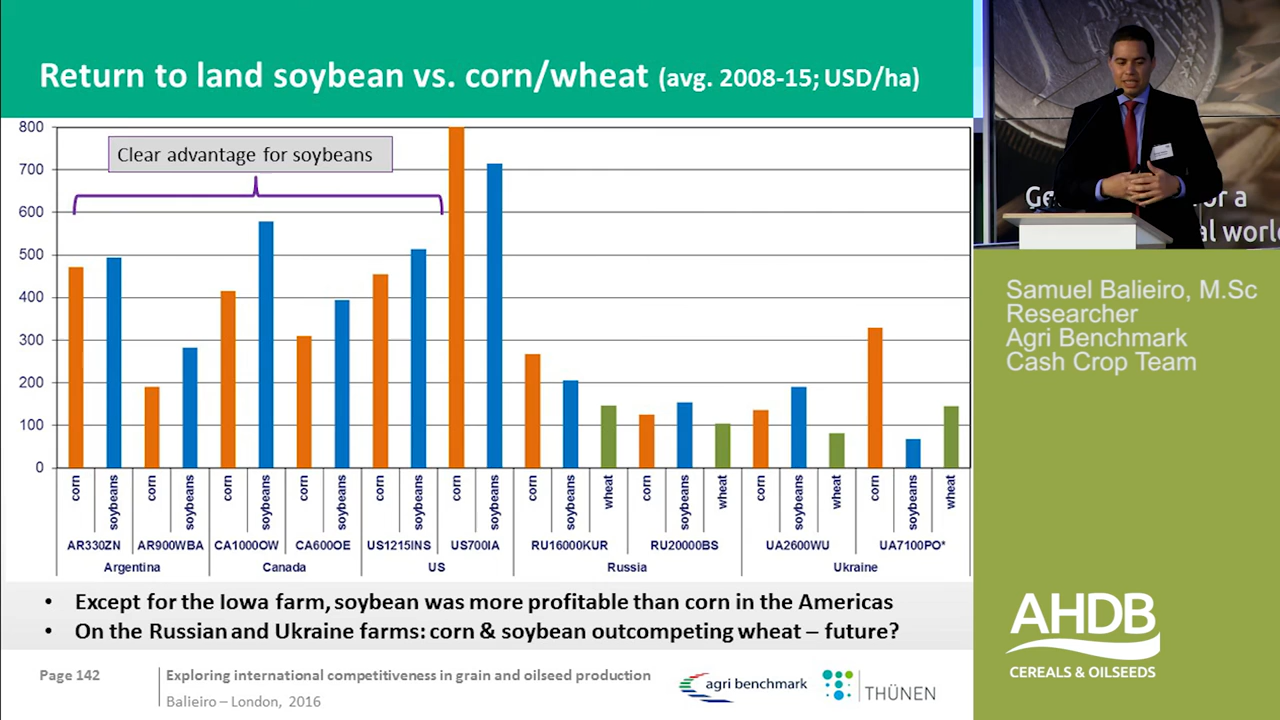 Return to land soybean vs. corn/wheat (avg. 2008-15; USD/ha)
800
700
600
500
400
300
200
100
0
Clear advantage for soybeans
corn soybeans corn soybeans corn soybeans corn soybeans corn soybeans corn soybeans corn soybeans wheat corn soybeans wheat corn soybeans wheat corn soybeans wheat
AR330ZN AR900WBA CA1000OW CA600OE US1215INS US700IA RU16000KUR RU20000BS UA2600WU UA7100PO*
Argentina Canada US Russia Ukraine
• Except for the Iowa farm, soybean was more profitable than corn in the Americas
• On the Russian and Ukraine farms: corn & soybean outcompeting wheat – future?
Page 142
Exploring international competitiveness in grain and oilseed production
Balieiro – London, 2016
agri benchmark
THÜNEN
or a
al worl
Samuel Balieiro, M.Sc
Researcher
Agri Benchmark
Cash Crop Team
AHDB
CEREALS & OILSEEDS